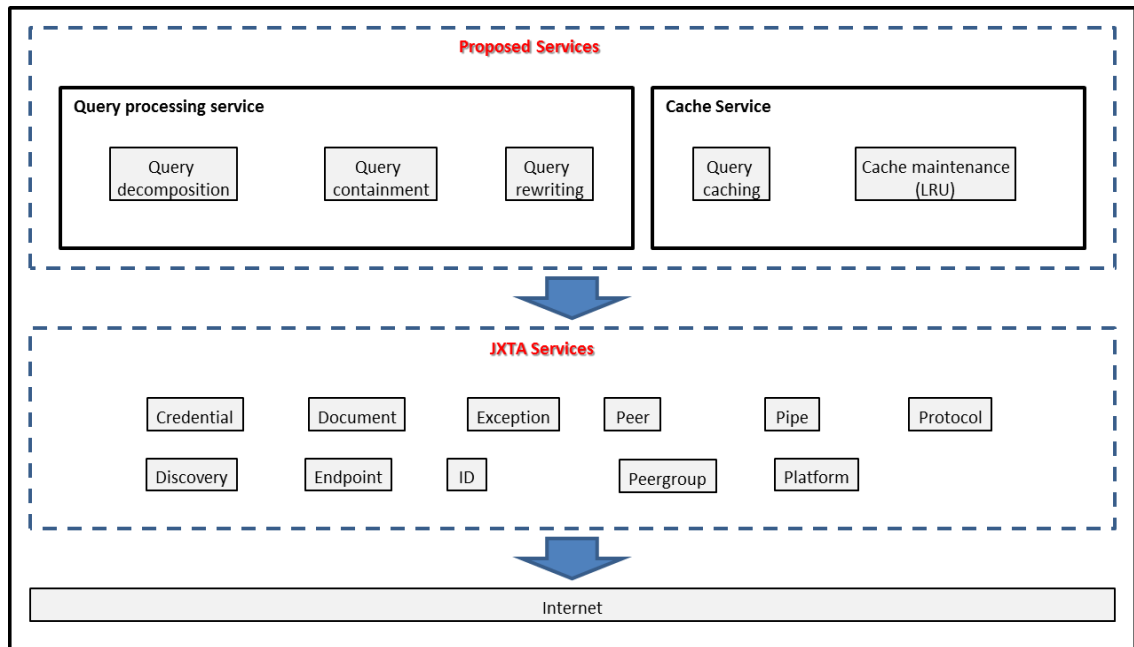 Proposed Services
Query processing service
Query
decomposition
Query
containment
Query
rewriting
Cache Service
Query
caching
Cache maintenance
(LRU)
JXTA Services
Credential
Document
Exception
Peer
Pipe
Protocol
Discovery
Endpoint
ID
Peergroup
Platform
Internet